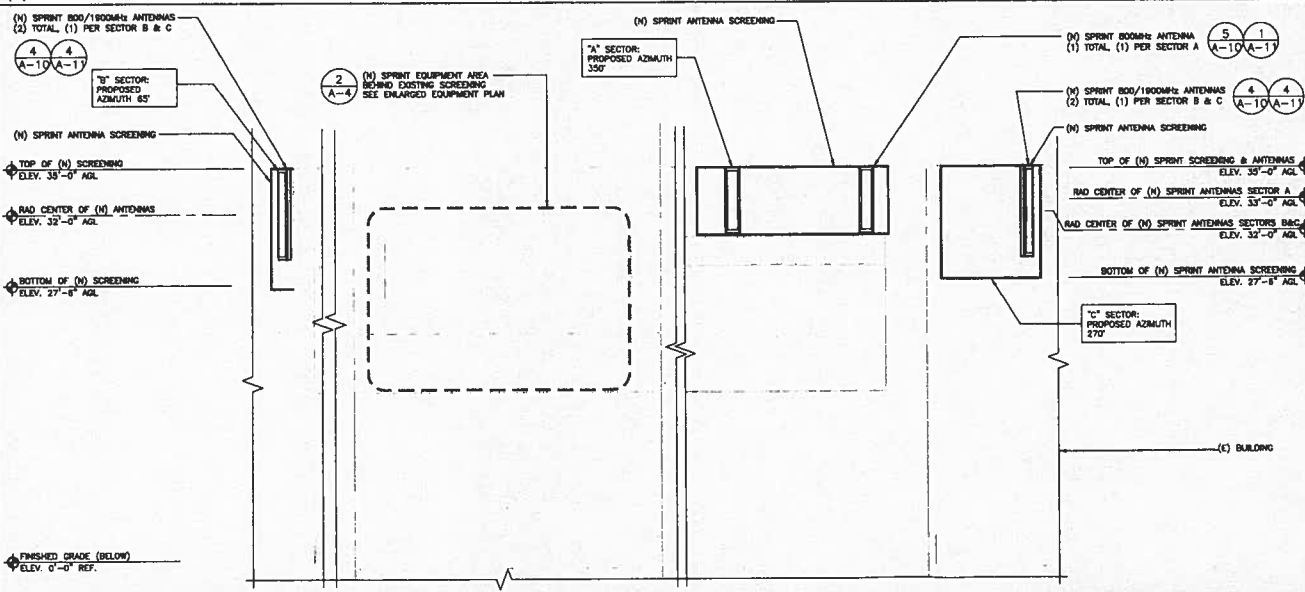 (N) SPRINT 800/1900MHz ANTENNAS
(2) TOTAL, (1) PER SECTOR B & C
4 4
A-10 A-11
"B" SECTOR:
PROPOSED
AZIMUTH 65'
(N) SPRINT ANTENNA SCREENING
TOP OF (N) SCREENING
ELEV. 35'-0" AGL
RAD CENTER OF (N) ANTENNAS
ELEV. 32'-0" AGL
BOTTOM OF (N) SCREENING
ELEV. 27'-6" AGL
FINISHED GRADE (BELOW)
ELEV. 0'-0" REF.
2
A-4
(N) SPRINT EQUIPMENT AREA
BEHIND EXISTING SCREENING
SEE ENLARGED EQUIPMENT PLAN
(N) SPRINT ANTENNA SCREENING
"A" SECTOR:
PROPOSED AZIMUTH
350'
(N) SPRINT 800MHz ANTENNA
(1) TOTAL, (1) PER SECTOR A
5 1
A-10 A-11
(N) SPRINT 800/1900MHz ANTENNAS
(2) TOTAL, (1) PER SECTOR B & C
4 4
A-10 A-11
(N) SPRINT ANTENNA SCREENING
TOP OF (N) SPRINT SCREENING & ANTENNAS
ELEV. 35'-0" AGL
RAD CENTER OF (N) SPRINT ANTENNAS SECTOR A
ELEV. 33'-0" AGL
RAD CENTER OF (N) SPRINT ANTENNAS SECTORS B&C
ELEV. 32'-0" AGL
BOTTOM OF (N) SPRINT ANTENNA SCREENING
ELEV. 27'-6" AGL
"C" SECTOR:
PROPOSED AZIMUTH
270'
(E) BUILDING